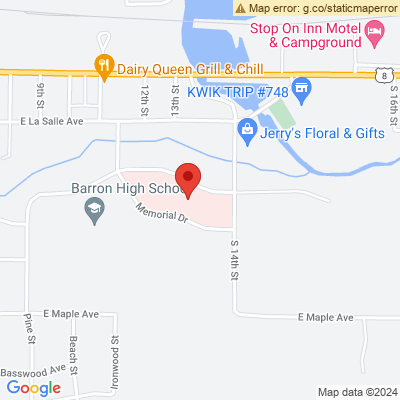 Map error: g.co/staticmaperror
Stop On Inn Motel
& Campground
Dairy Queen Grill & Chill
8
KWIK TRIP #748
9th St
12th St
13th St
S 16th St
E La Salle Ave
Jerry's Floral & Gifts
Barron High School
Memorial Dr
S 14th St
E Maple Ave
E Maple Ave
Pine St
Beach St
Ironwood St
Basswood Ave
Google
Map data ©2024